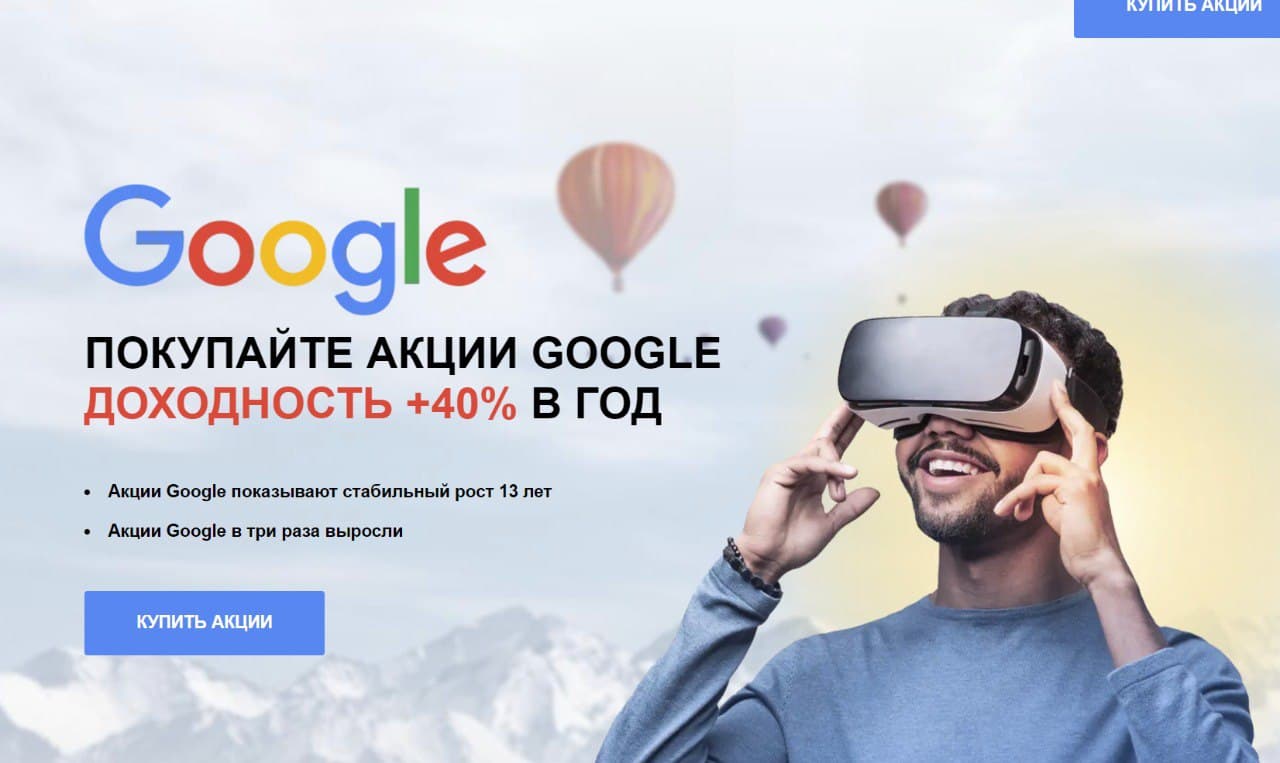 КУПИТЬ АКЦИИ
Google
ПОКУПАЙТЕ АКЦИИ GOOGLE
ДОХОДНОСТЬ +40% В ГОД
• Акции Google показывают стабильный рост 13 лет
• Акции Google в три раза выросли
КУПИТЬ АКЦИИ